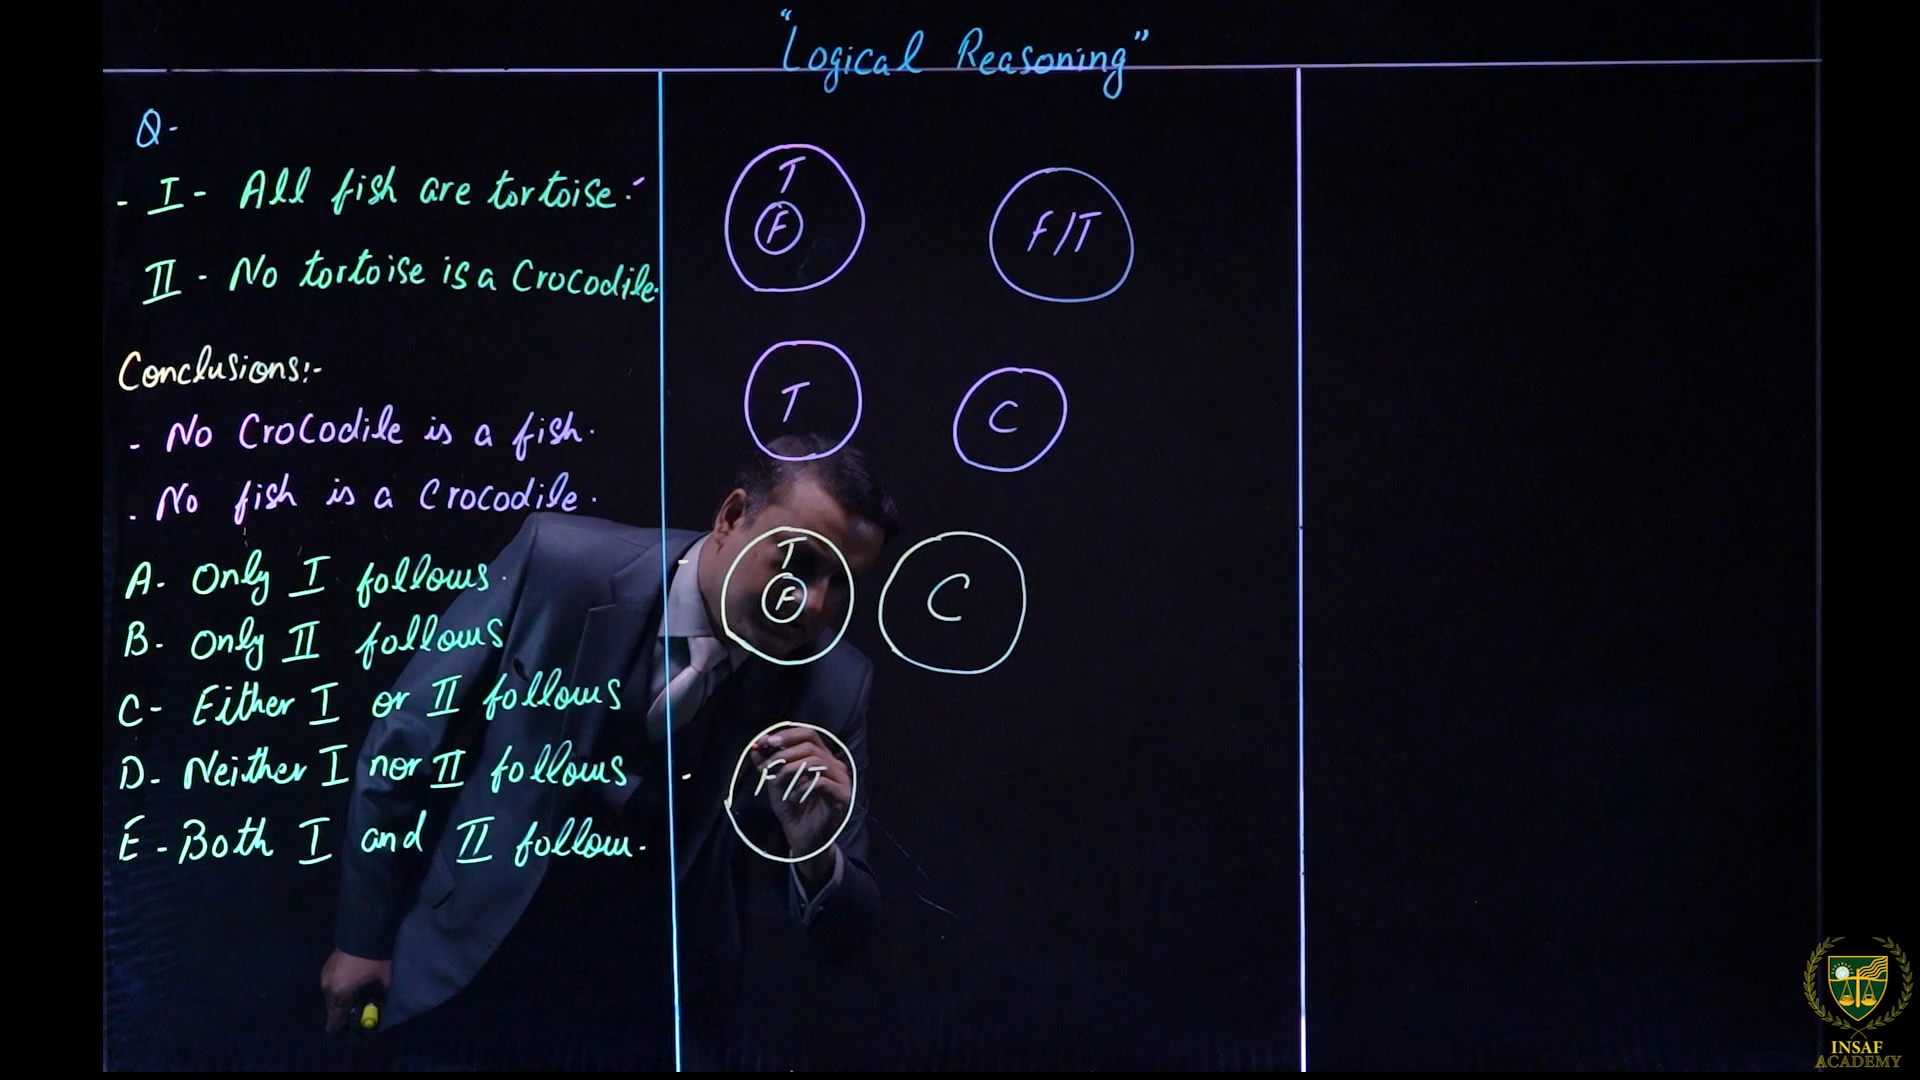 "Logical Reasoning"
Q-
- I - All fish are tortoise.
II - No tortoise is a Crocodile.
Conclusions:-
- No Crocodile is a fish.
. No fish is a Crocodile.
A- Only I follows.
B- Only II follows
C- Either I or II follows
D- Neither I nor II follows
E- Both I and II follow.
T
F
F/T
T
C
T
F
C
F/T
INSAF
ACADEMY